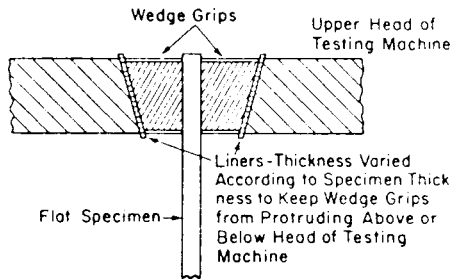 Wedge Grips
Upper Head of
Testing Machine
Liners-Thickness Varied
According to Specimen Thick
ness to Keep Wedge Grips
from Protruding Above or
Below Head of Testing
Machine
Flat Specimen